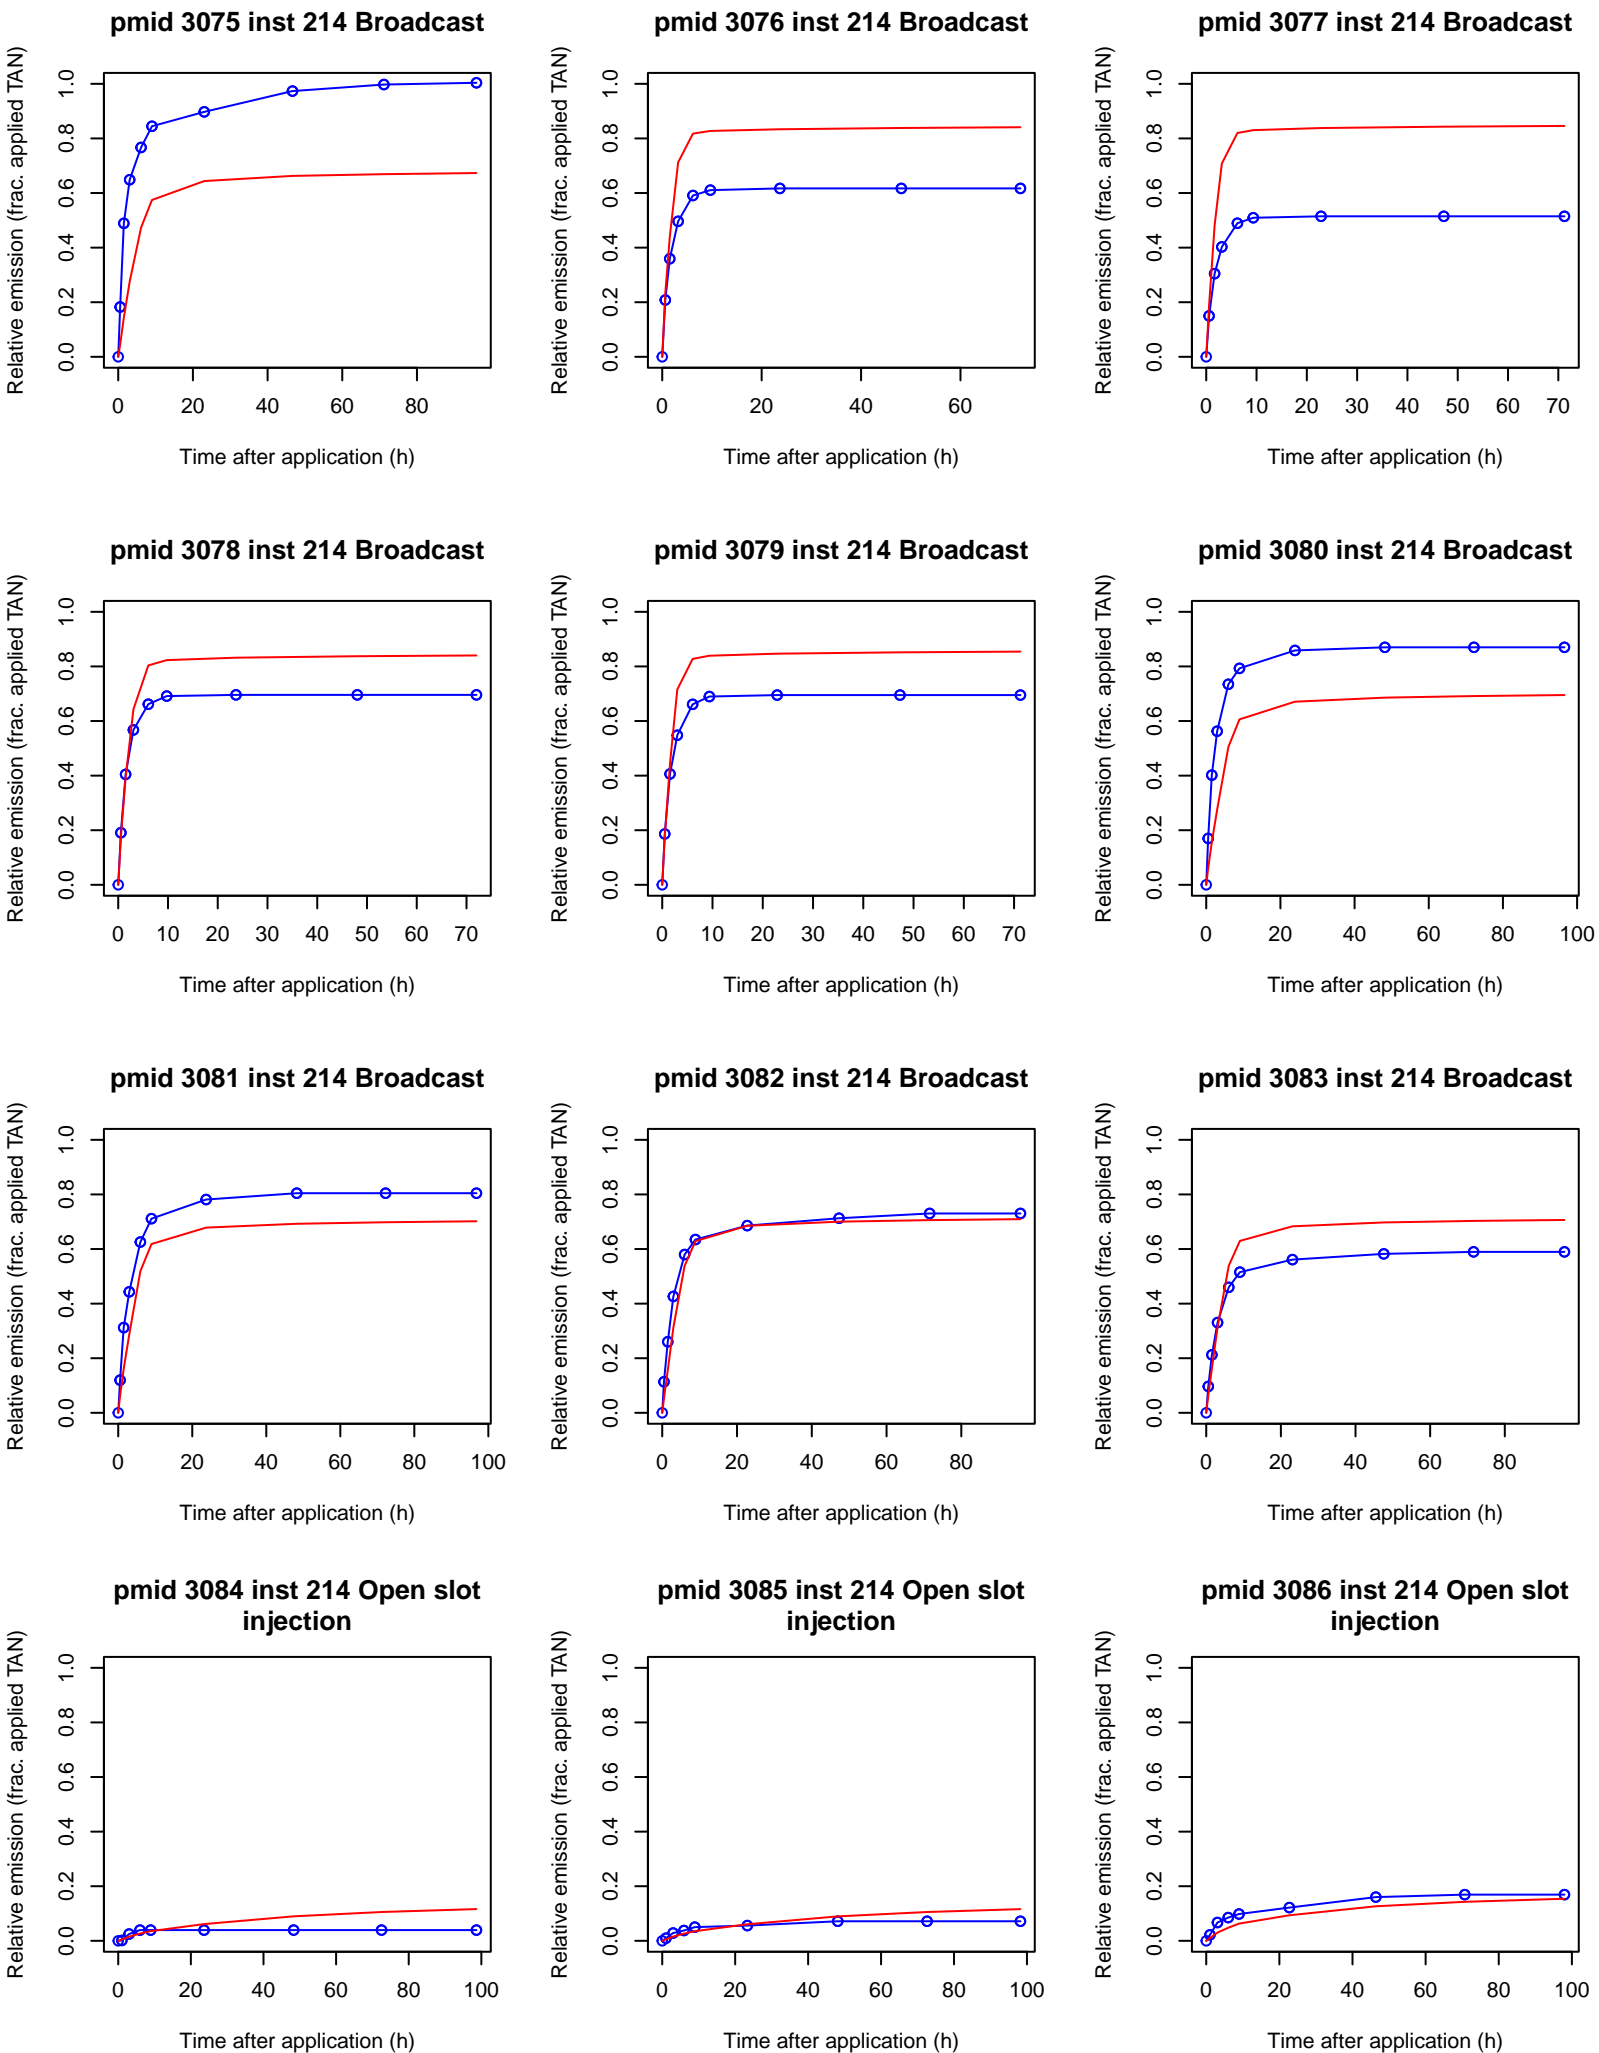 pmid 3075 inst 214 Broadcast
Relative emission (frac. applied TAN)
1.0
0.8
0.6
0.4
0.2
0.0
0 20 40 60 80
Time after application (h)
pmid 3076 inst 214 Broadcast
Relative emission (frac. applied TAN)
1.0
0.8
0.6
0.4
0.2
0.0
0 20 40 60
Time after application (h)
pmid 3077 inst 214 Broadcast
Relative emission (frac. applied TAN)
1.0
0.8
0.6
0.4
0.2
0.0
0 10 20 30 40 50 60 70
Time after application (h)
pmid 3078 inst 214 Broadcast
Relative emission (frac. applied TAN)
1.0
0.8
0.6
0.4
0.2
0.0
0 10 20 30 40 50 60 70
Time after application (h)
pmid 3079 inst 214 Broadcast
Relative emission (frac. applied TAN)
1.0
0.8
0.6
0.4
0.2
0.0
0 10 20 30 40 50 60 70
Time after application (h)
pmid 3080 inst 214 Broadcast
Relative emission (frac. applied TAN)
1.0
0.8
0.6
0.4
0.2
0.0
0 20 40 60 80 100
Time after application (h)
pmid 3081 inst 214 Broadcast
Relative emission (frac. applied TAN)
1.0
0.8
0.6
0.4
0.2
0.0
0 20 40 60 80 100
Time after application (h)
pmid 3082 inst 214 Broadcast
Relative emission (frac. applied TAN)
1.0
0.8
0.6
0.4
0.2
0.0
0 20 40 60 80
Time after application (h)
pmid 3083 inst 214 Broadcast
Relative emission (frac. applied TAN)
1.0
0.8
0.6
0.4
0.2
0.0
0 20 40 60 80
Time after application (h)
pmid 3084 inst 214 Open slot
injection
Relative emission (frac. applied TAN)
1.0
0.8
0.6
0.4
0.2
0.0
0 20 40 60 80 100
Time after application (h)
pmid 3085 inst 214 Open slot
injection
Relative emission (frac. applied TAN)
1.0
0.8
0.6
0.4
0.2
0.0
0 20 40 60 80 100
Time after application (h)
pmid 3086 inst 214 Open slot
injection
Relative emission (frac. applied TAN)
1.0
0.8
0.6
0.4
0.2
0.0
0 20 40 60 80 100
Time after application (h)